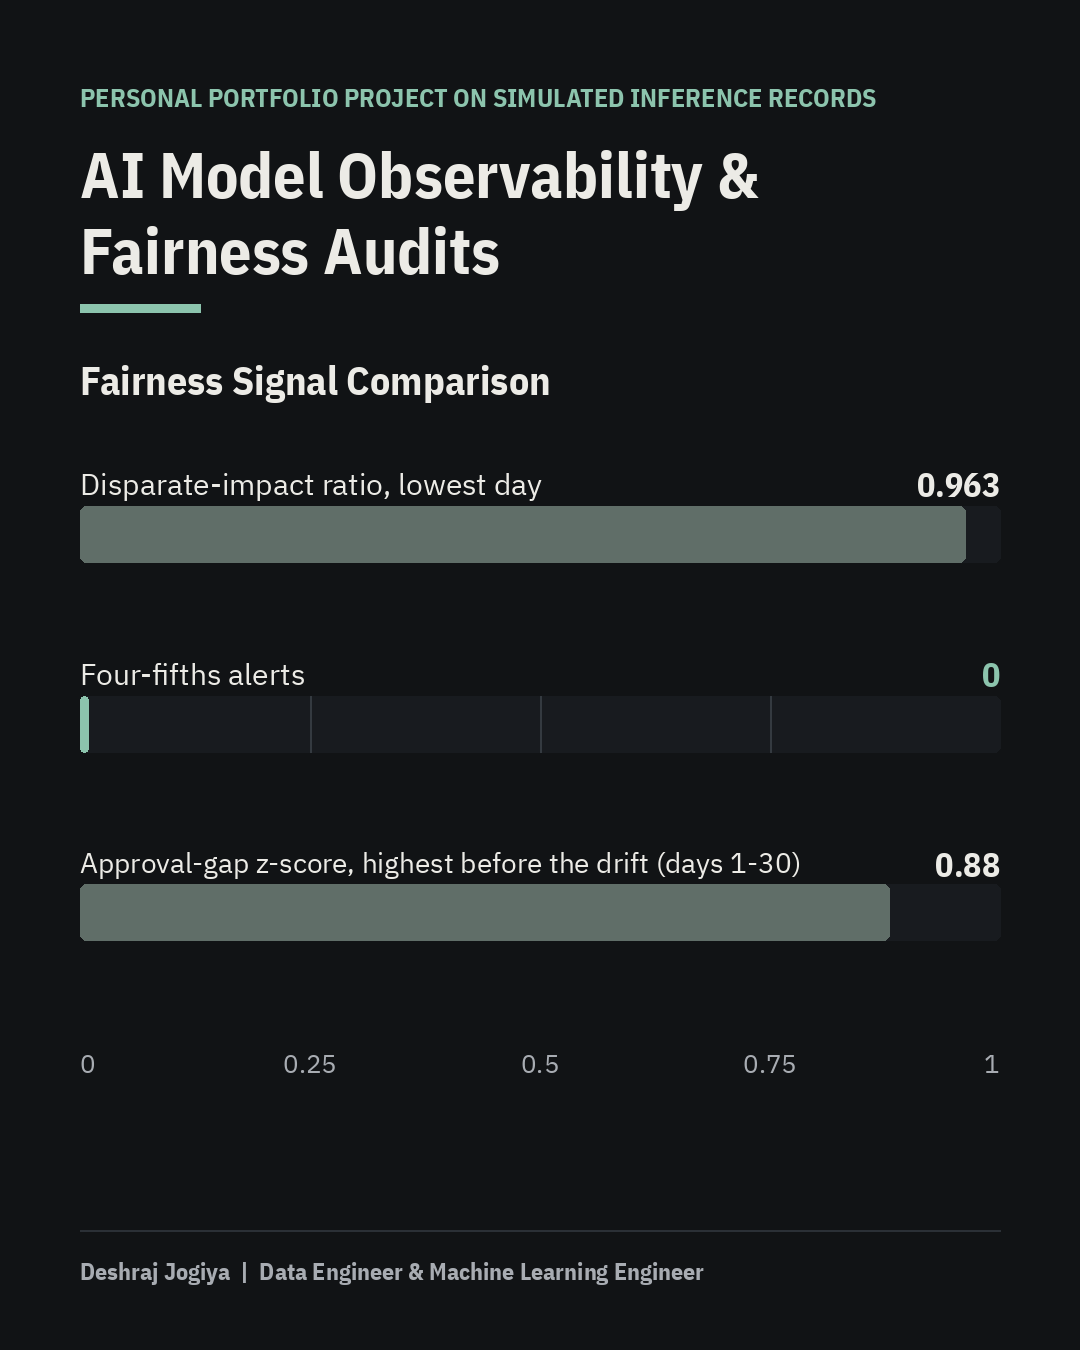 PERSONAL PORTFOLIO PROJECT ON SIMULATED INFERENCE RECORDS
AI Model Observability &
Fairness Audits
Fairness Signal Comparison
Disparate-impact ratio, lowest day 0.963
Four-fifths alerts 0
Approval-gap z-score, highest before the drift (days 1-30) 0.88
0 0.25 0.5 0.75 1
Deshraj Jogiya | Data Engineer & Machine Learning Engineer